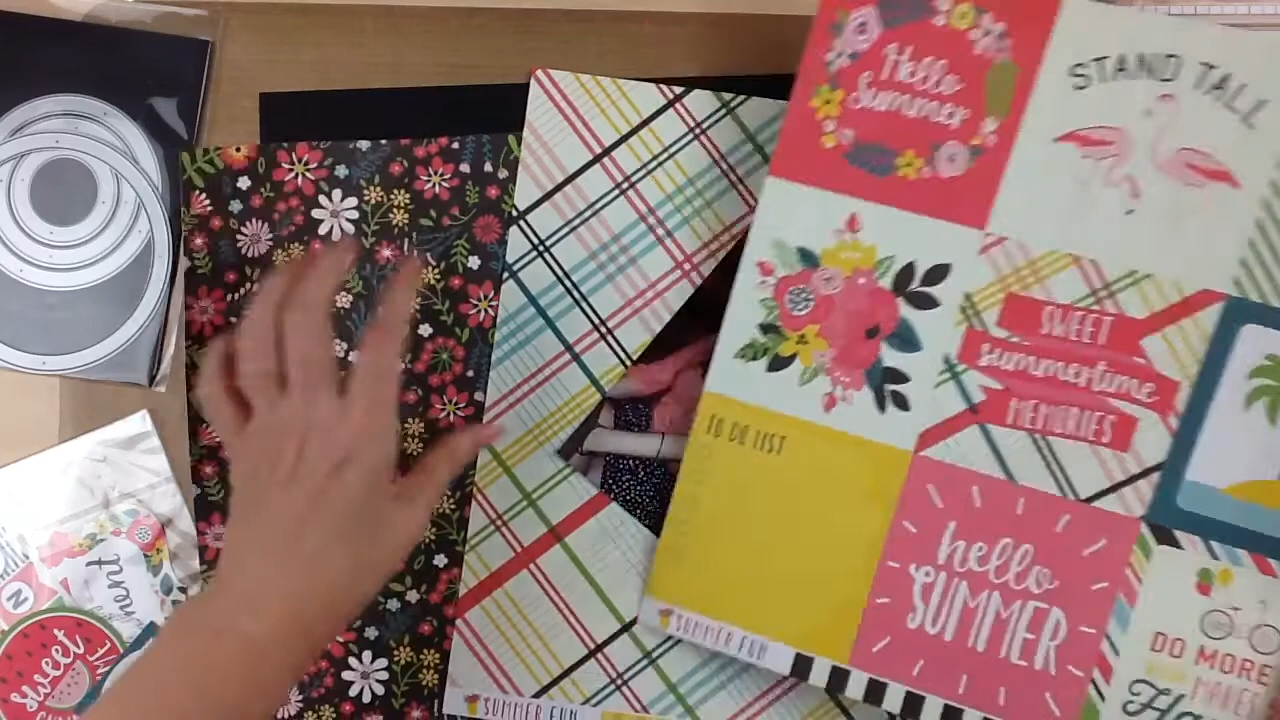 Hello
Summer
STAND TALL
SWEET
summertime
MEMORIES
TO DO LIST
hello
SUMMER
DO MORE
MAKES
SUMMER FUN
SUMMER FUN
N
Sweet